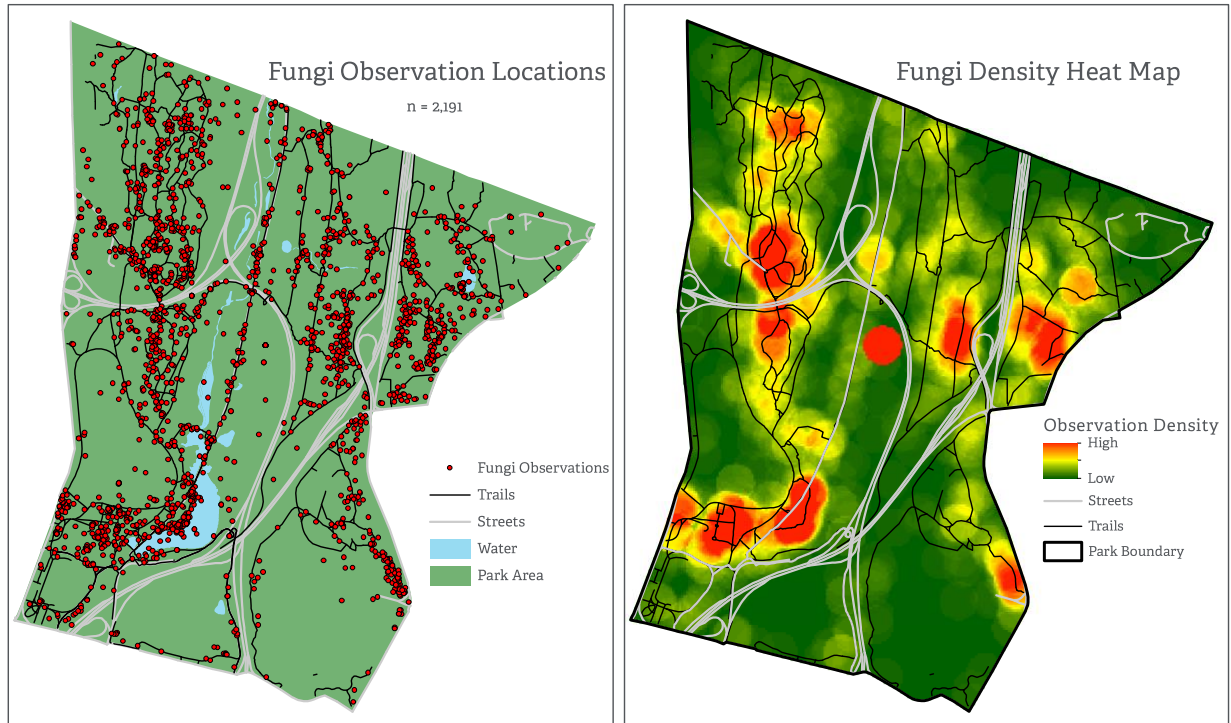 Fungi Observation Locations
n = 2,191
Fungi Observations
Trails
Streets
Water
Park Area
Fungi Density Heat Map
Observation Density
High
Low
Streets
Trails
Park Boundary